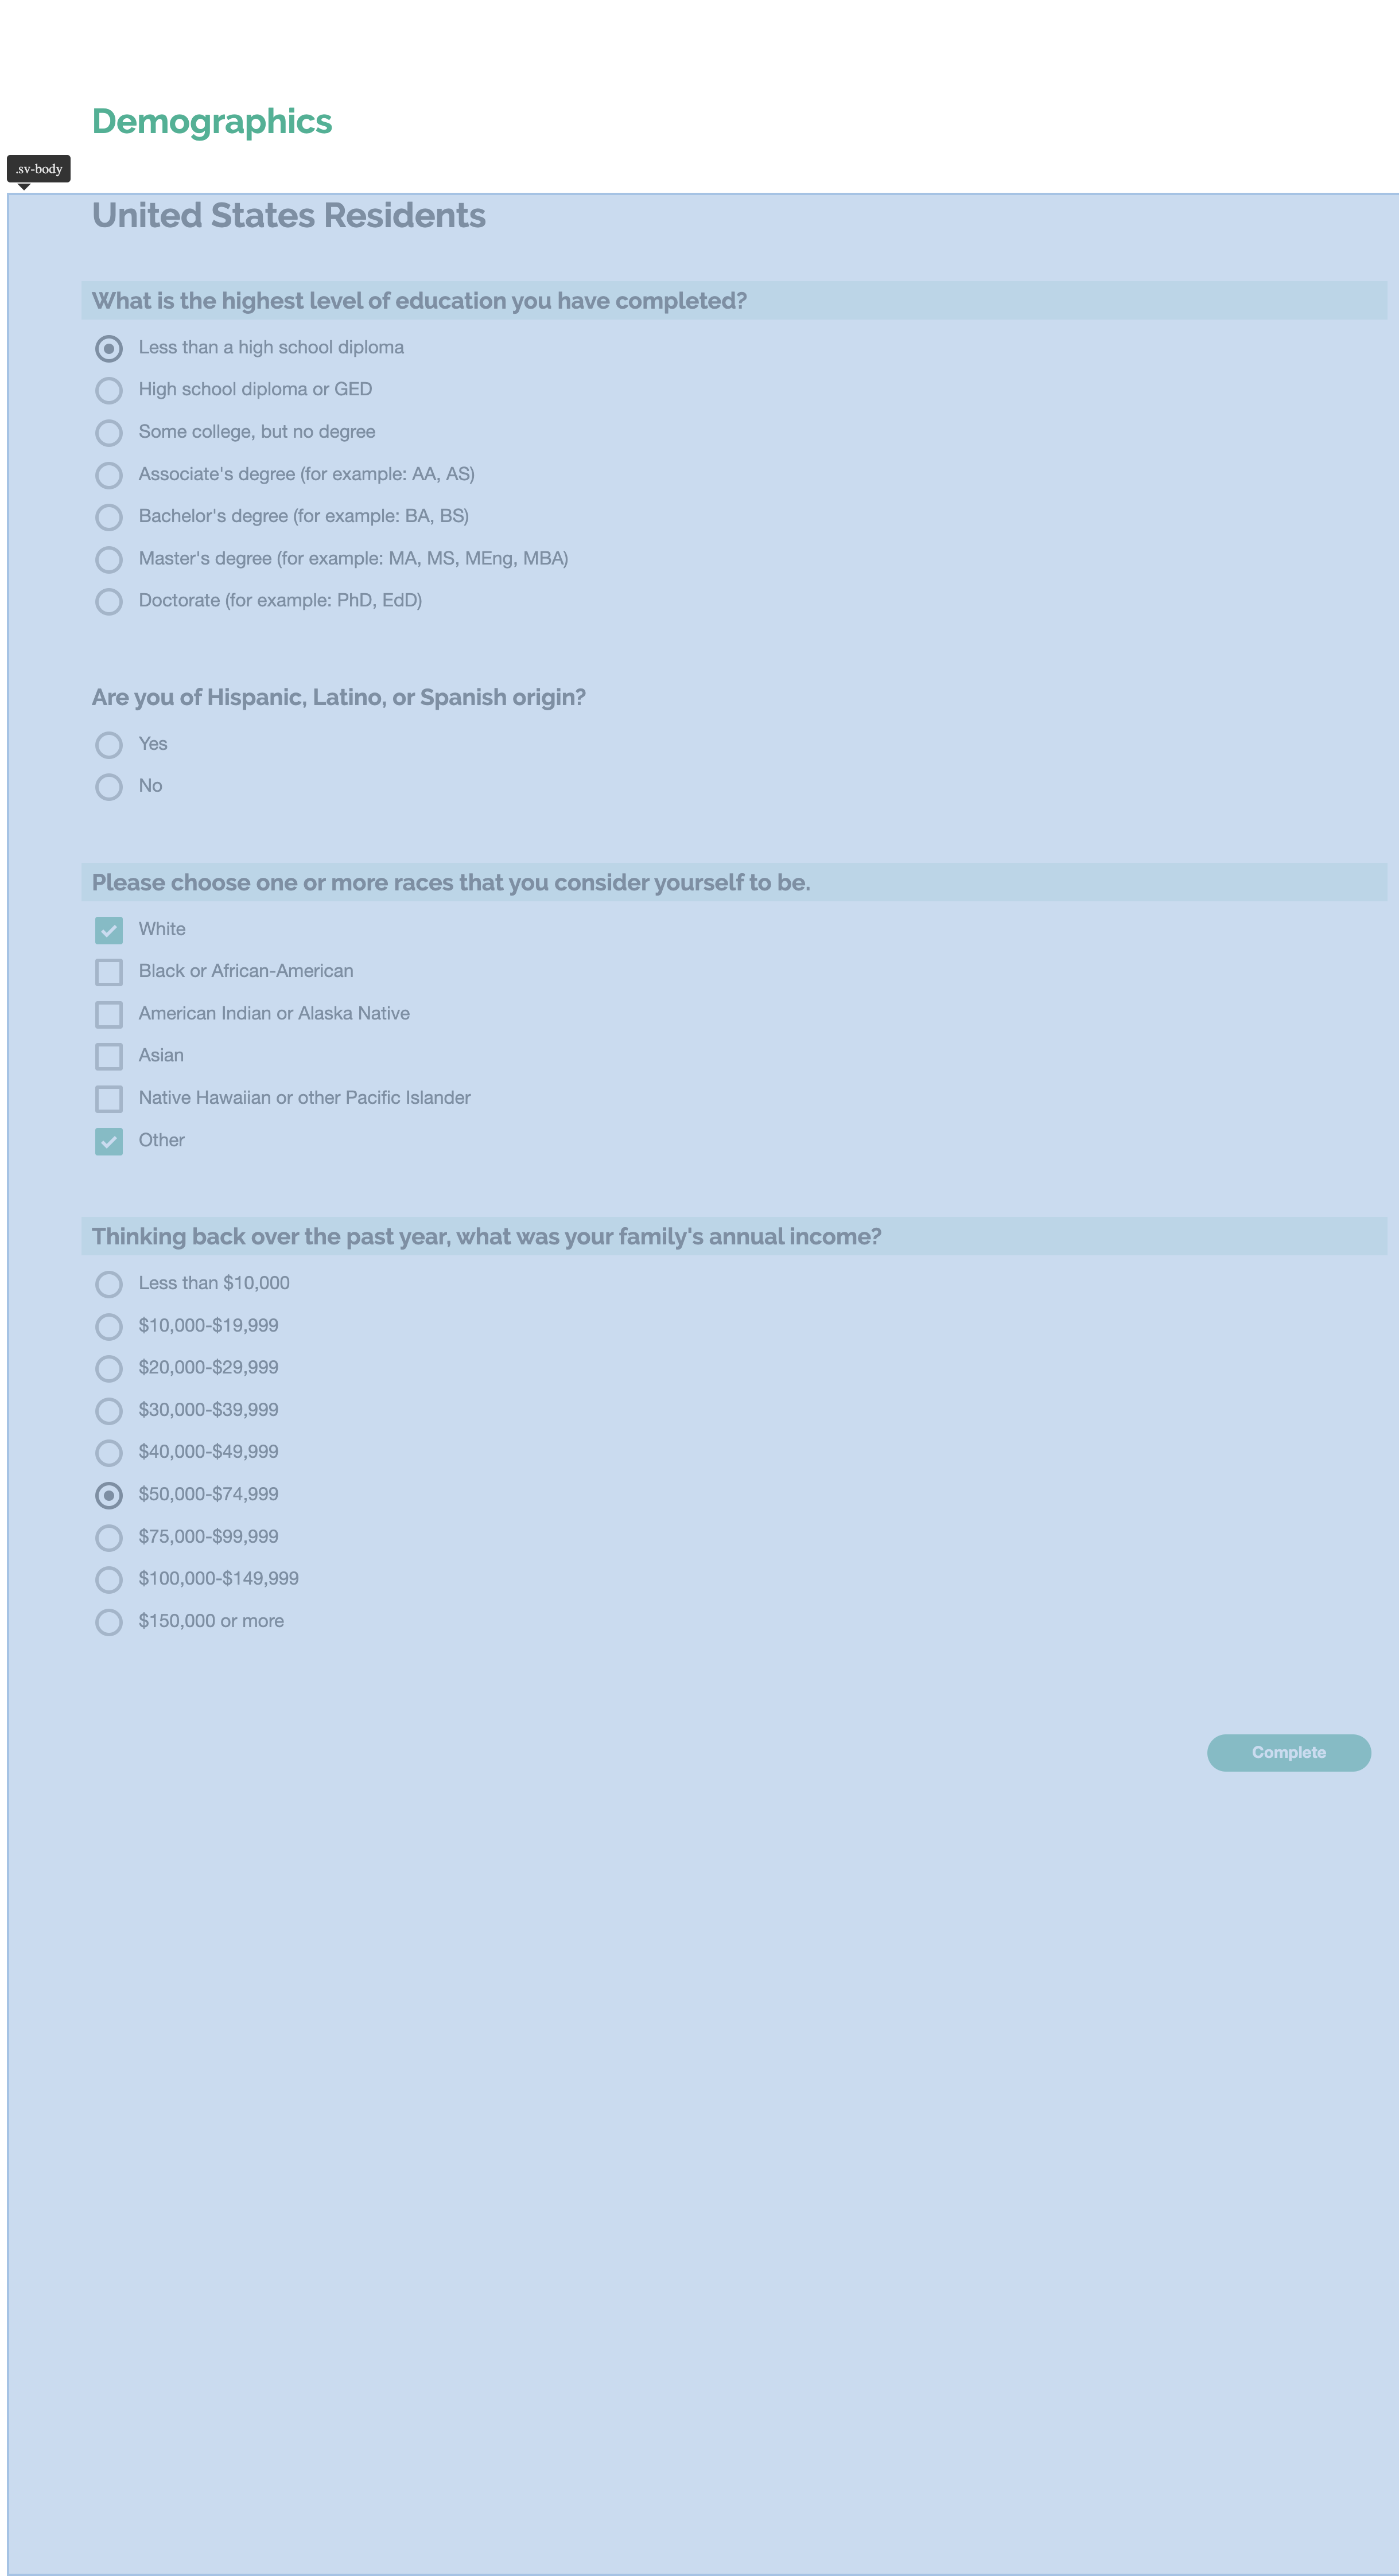 Demographics
.sv-body
United States Residents
What is the highest level of education you have completed?
Less than a high school diploma
High school diploma or GED
Some college, but no degree
Associate's degree (for example: AA, AS)
Bachelor's degree (for example: BA, BS)
Master's degree (for example: MA, MS, MEng, MBA)
Doctorate (for example: PhD, EdD)
Are you of Hispanic, Latino, or Spanish origin?
Yes
No
Please choose one or more races that you consider yourself to be.
White
Black or African-American
American Indian or Alaska Native
Asian
Native Hawaiian or other Pacific Islander
Other
Thinking back over the past year, what was your family's annual income?
Less than $10,000
$10,000-$19,999
$20,000-$29,999
$30,000-$39,999
$40,000-$49,999
$50,000-$74,999
$75,000-$99,999
$100,000-$149,999
$150,000 or more
Complete